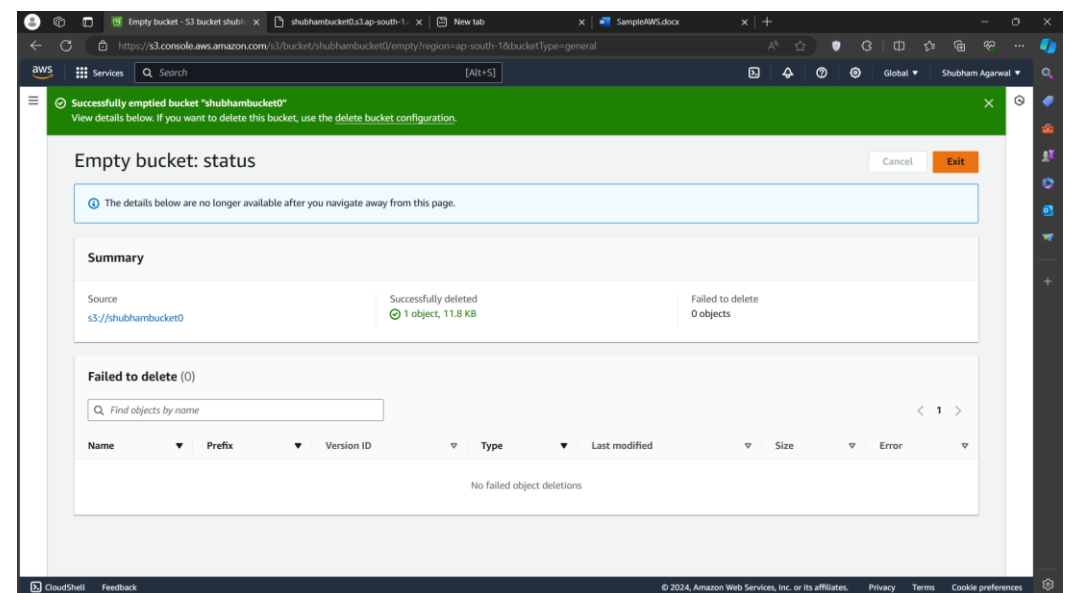 Empty bucket - S3 bucket shubh
shubhambucket0.s3.ap-south-1.
New tab
SampleAWS.docx
https://s3.console.aws.amazon.com/s3/bucket/shubhambucket0/empty?region=ap-south-1&bucketType=general
aws
Services
Search
[Alt+S]
Global
Shubham Agarwal
Successfully emptied bucket "shubhambucket0"
View details below. If you want to delete this bucket, use the delete bucket configuration.
Empty bucket: status
Cancel
Exit
The details below are no longer available after you navigate away from this page.
Summary
Source
Successfully deleted
Failed to delete
s3://shubhambucket0
1 object, 11.8 KB
0 objects
Failed to delete (0)
Find objects by name
1
Name
Prefix
Version ID
Type
Last modified
Size
Error
No failed object deletions
CloudShell
Feedback
© 2024, Amazon Web Services, Inc. or its affiliates.
Privacy
Terms
Cookie preferences